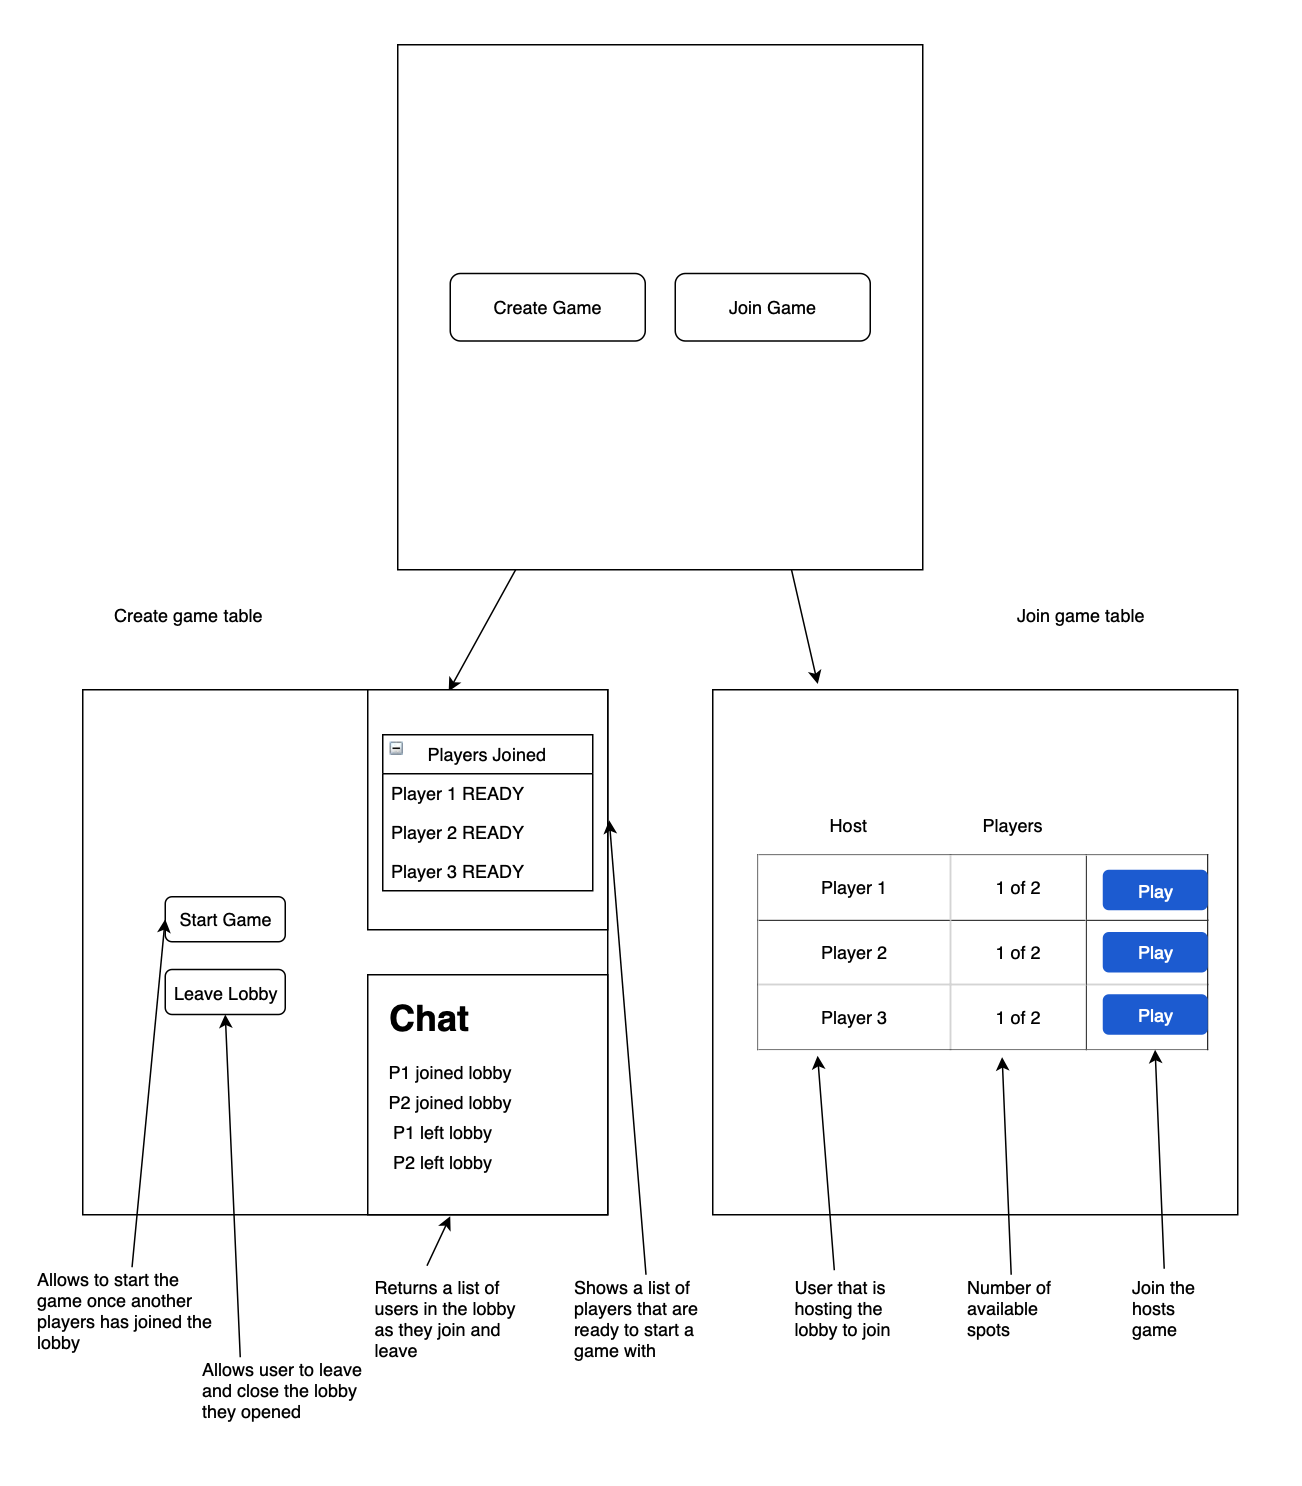 Create Game
Join Game
Create game table
Join game table
Players Joined
Player 1 READY
Player 2 READY
Player 3 READY
Start Game
Leave Lobby
Chat
P1 joined lobby
P2 joined lobby
P1 left lobby
P2 left lobby
Host Players
Player 1 1 of 2 Play
Player 2 1 of 2 Play
Player 3 1 of 2 Play
Allows to start the
game once another
players has joined the
lobby
Allows user to leave
and close the lobby
they opened
Returns a list of
users in the lobby
as they join and
leave
Shows a list of
players that are
ready to start a
game with
User that is
hosting the
lobby to join
Number of
available
spots
Join the
hosts
game